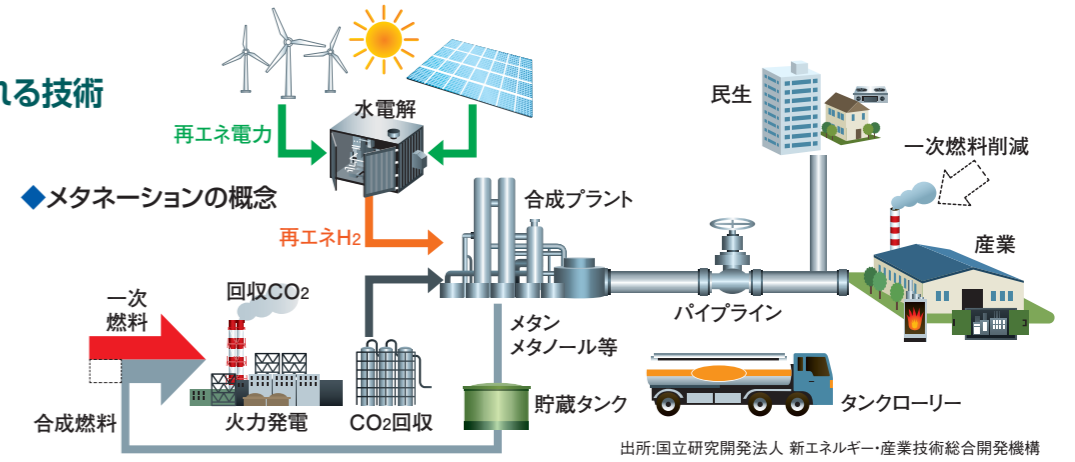 れる技術
水電解
再エネ電力
◆メタネーションの概念
再エネH2
合成プラント
民生
一次燃料削減
産業
パイプライン
一次
燃料
回収CO2
メタン
メタノール等
合成燃料
火力発電
CO2回収
貯蔵タンク
タンクローリー
出所:国立研究開発法人 新エネルギー・産業技術総合開発機構